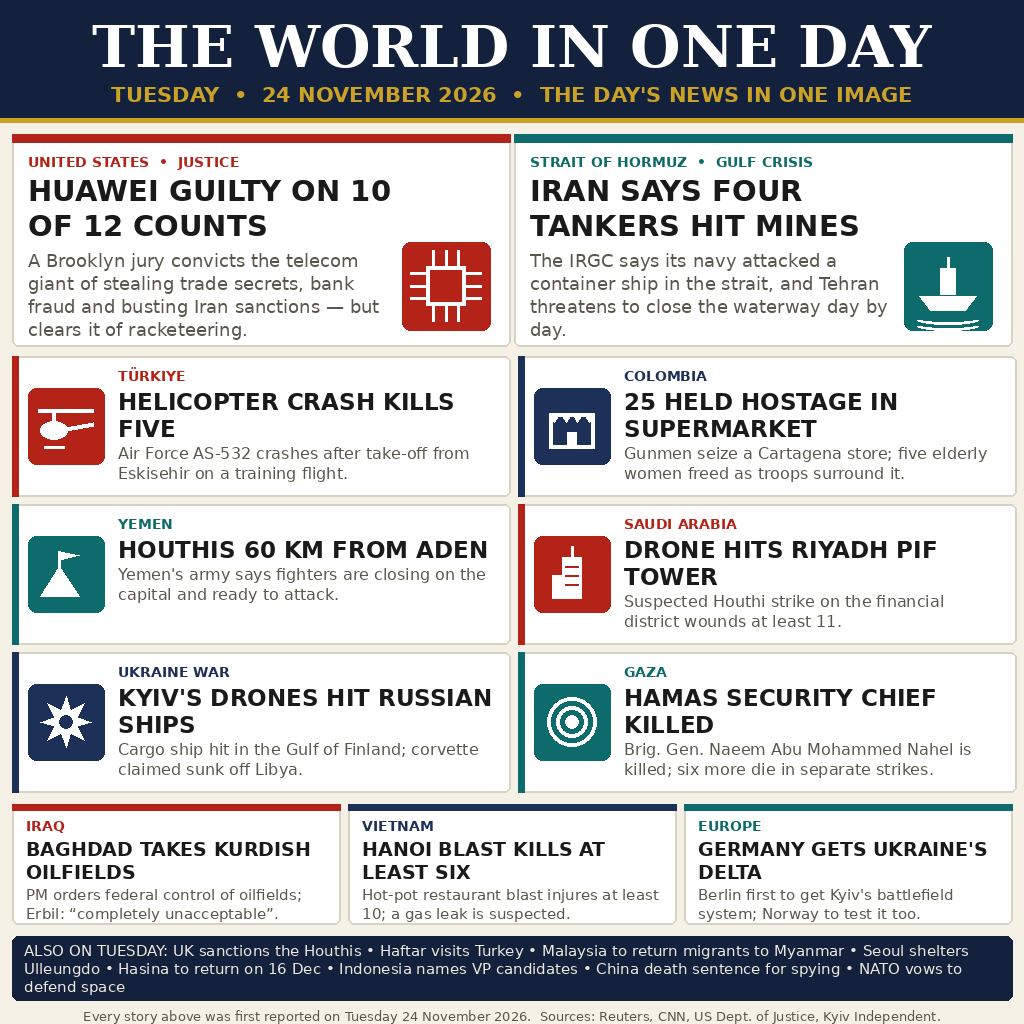 THE WORLD IN ONE DAY
TUESDAY • 24 NOVEMBER 2026 • THE DAY'S NEWS IN ONE IMAGE
UNITED STATES • JUSTICE
HUAWEI GUILTY ON 10
OF 12 COUNTS
A Brooklyn jury convicts the telecom
giant of stealing trade secrets, bank
fraud and busting Iran sanctions — but
clears it of racketeering.
STRAIT OF HORMUZ • GULF CRISIS
IRAN SAYS FOUR
TANKERS HIT MINES
The IRGC says its navy attacked a
container ship in the strait, and Tehran
threatens to close the waterway day by
day.
TÜRKIYE
HELICOPTER CRASH KILLS
FIVE
Air Force AS-532 crashes after take-off from
Eskisehir on a training flight.
COLOMBIA
25 HELD HOSTAGE IN
SUPERMARKET
Gunmen seize a Cartagena store; five elderly
women freed as troops surround it.
YEMEN
HOUTHIS 60 KM FROM ADEN
Yemen's army says fighters are closing on the
capital and ready to attack.
SAUDI ARABIA
DRONE HITS RIYADH PIF
TOWER
Suspected Houthi strike on the financial
district wounds at least 11.
UKRAINE WAR
KYIV'S DRONES HIT RUSSIAN
SHIPS
Cargo ship hit in the Gulf of Finland; corvette
claimed sunk off Libya.
GAZA
HAMAS SECURITY CHIEF
KILLED
Brig. Gen. Naeem Abu Mohammed Nahel is
killed; six more die in separate strikes.
IRAQ
BAGHDAD TAKES KURDISH
OILFIELDS
PM orders federal control of oilfields;
Erbil: “completely unacceptable”.
VIETNAM
HANOI BLAST KILLS AT
LEAST SIX
Hot-pot restaurant blast injures at least
10; a gas leak is suspected.
EUROPE
GERMANY GETS UKRAINE'S
DELTA
Berlin first to get Kyiv's battlefield
system; Norway to test it too.
ALSO ON TUESDAY: UK sanctions the Houthis • Haftar visits Turkey • Malaysia to return migrants to Myanmar • Seoul shelters
Ulleungdo • Hasina to return on 16 Dec • Indonesia names VP candidates • China death sentence for spying • NATO vows to
defend space
Every story above was first reported on Tuesday 24 November 2026. Sources: Reuters, CNN, US Dept. of Justice, Kyiv Independent.